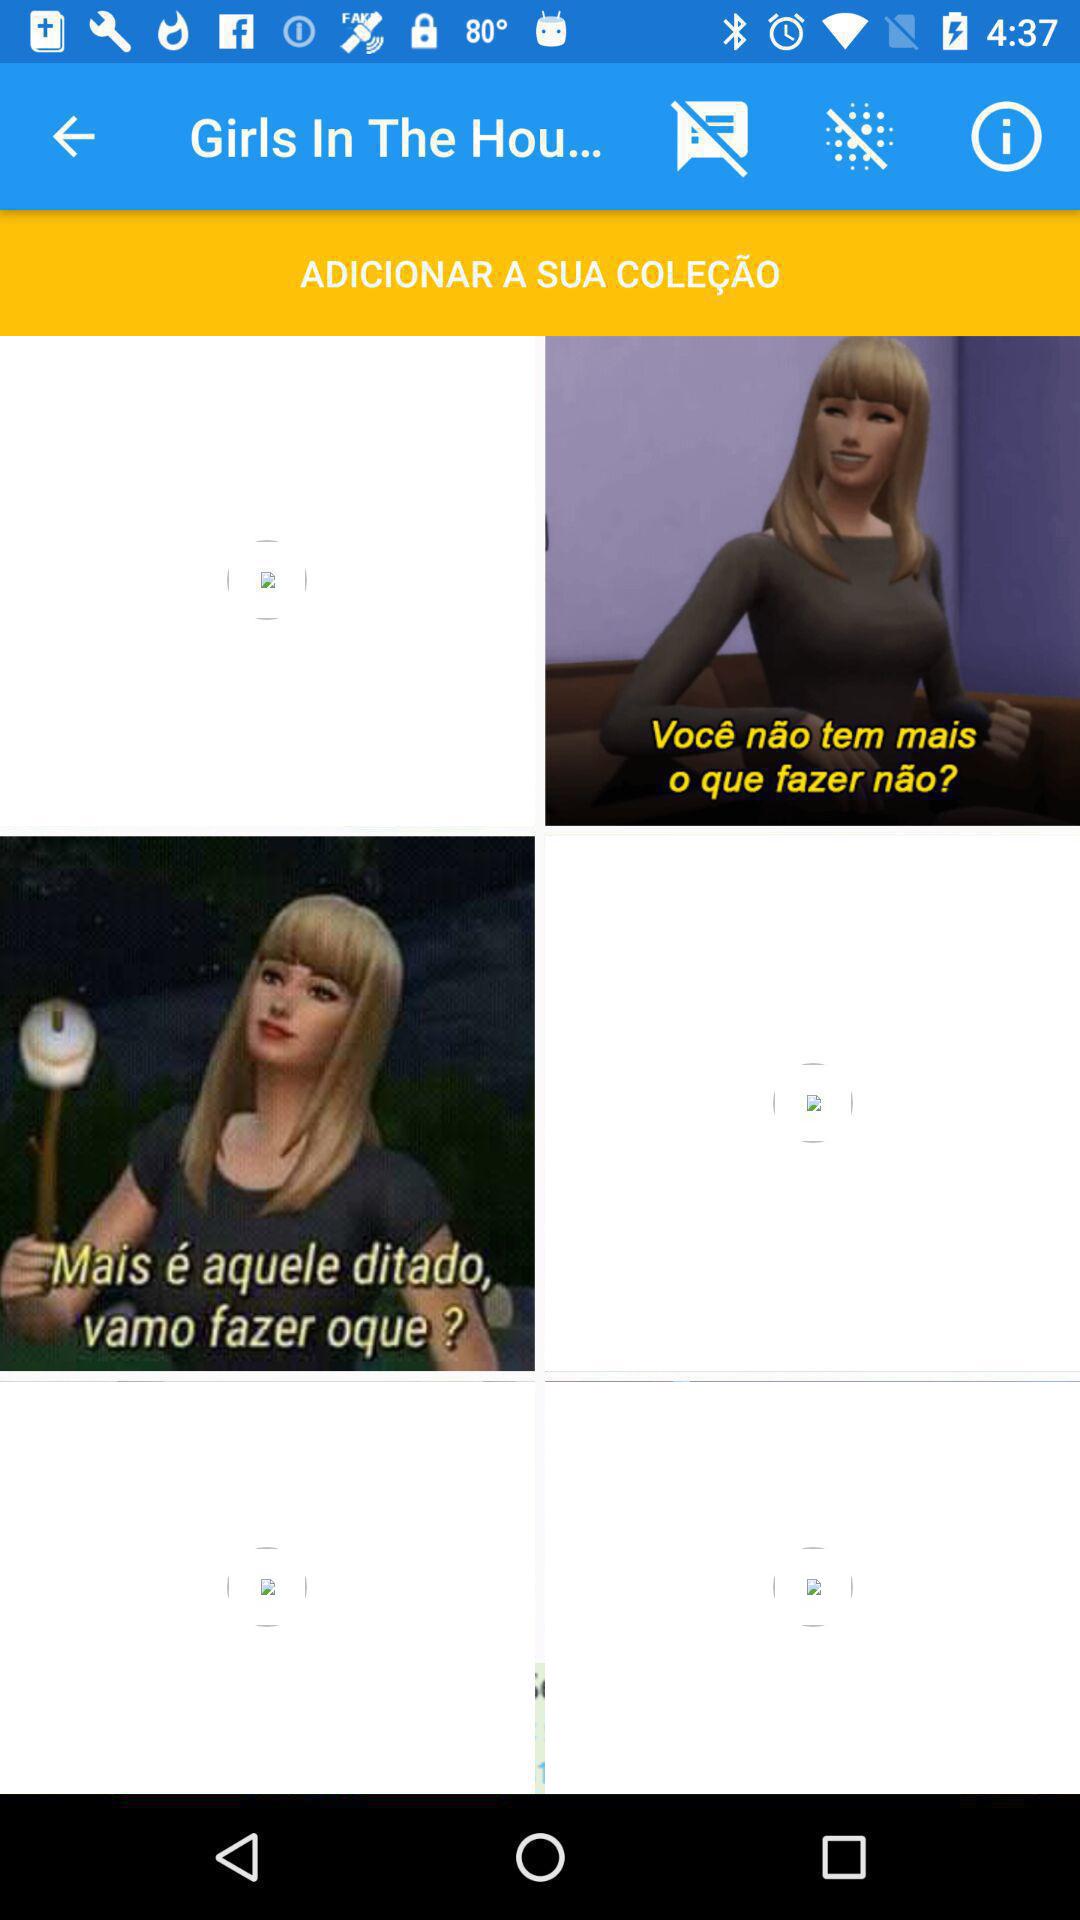 FAKE
80°
4:37
Girls In The Hou...
ADICIONAR A SUA COLEÇÃO
Você não tem mais
o que fazer não?
Mais é aquele ditado,
vamo fazer oque ?